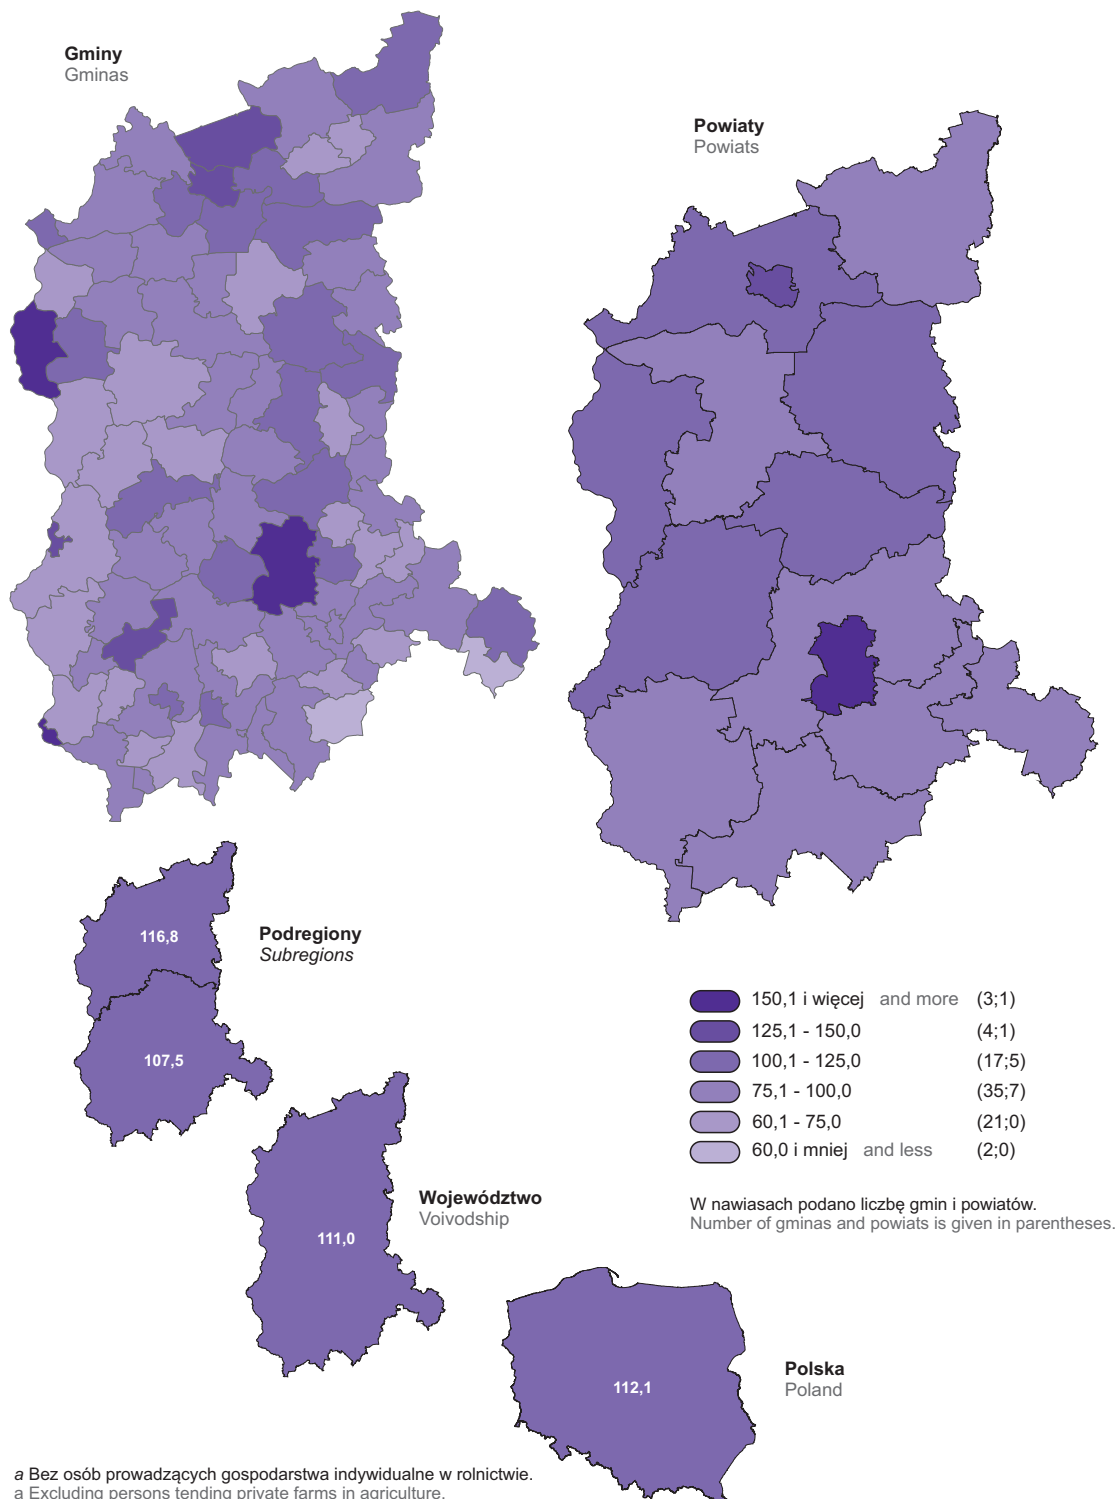 Gminy
Gminas
Powiaty
Powiats
116,8
Podregiony
Subregions
107,5
150,1 i więcej and more (3;1)
125,1 - 150,0 (4;1)
100,1 - 125,0 (17;5)
75,1 - 100,0 (35;7)
60,1 - 75,0 (21;0)
60,0 i mniej and less (2;0)
W nawiasach podano liczbę gmin i powiatów.
Number of gminas and powiats is given in parentheses.
Województwo
Voivodship
111,0
Polska
Poland
112,1
a Bez osób prowadzących gospodarstwa indywidualne w rolnictwie.
a Excluding persons tending private farms in agriculture.